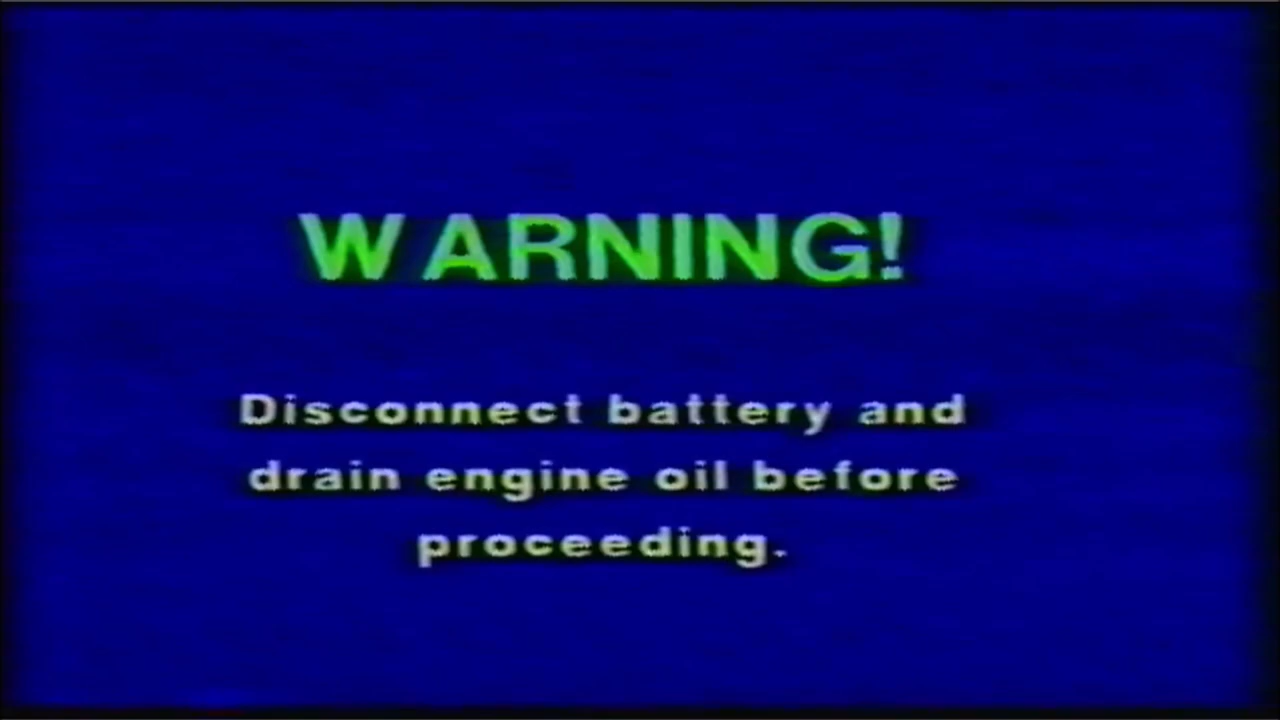 WARNING!
Disconnect battery and
drain engine oil before
proceeding.